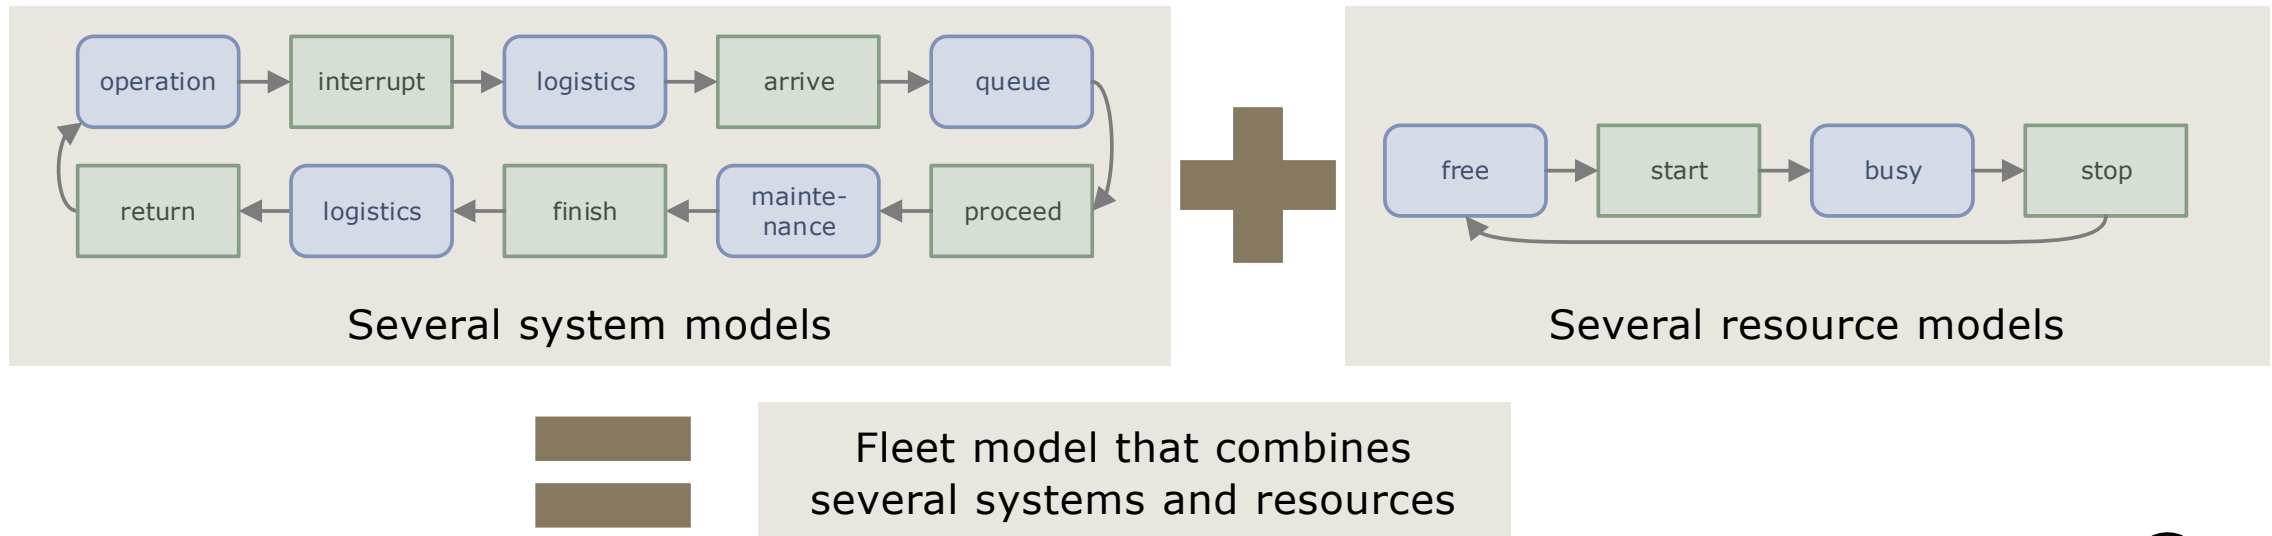 operation
interrupt
logistics
arrive
queue
return
logistics
finish
mainte-
nance
proceed
Several system models
free
start
busy
stop
Several resource models
Fleet model that combines
several systems and resources